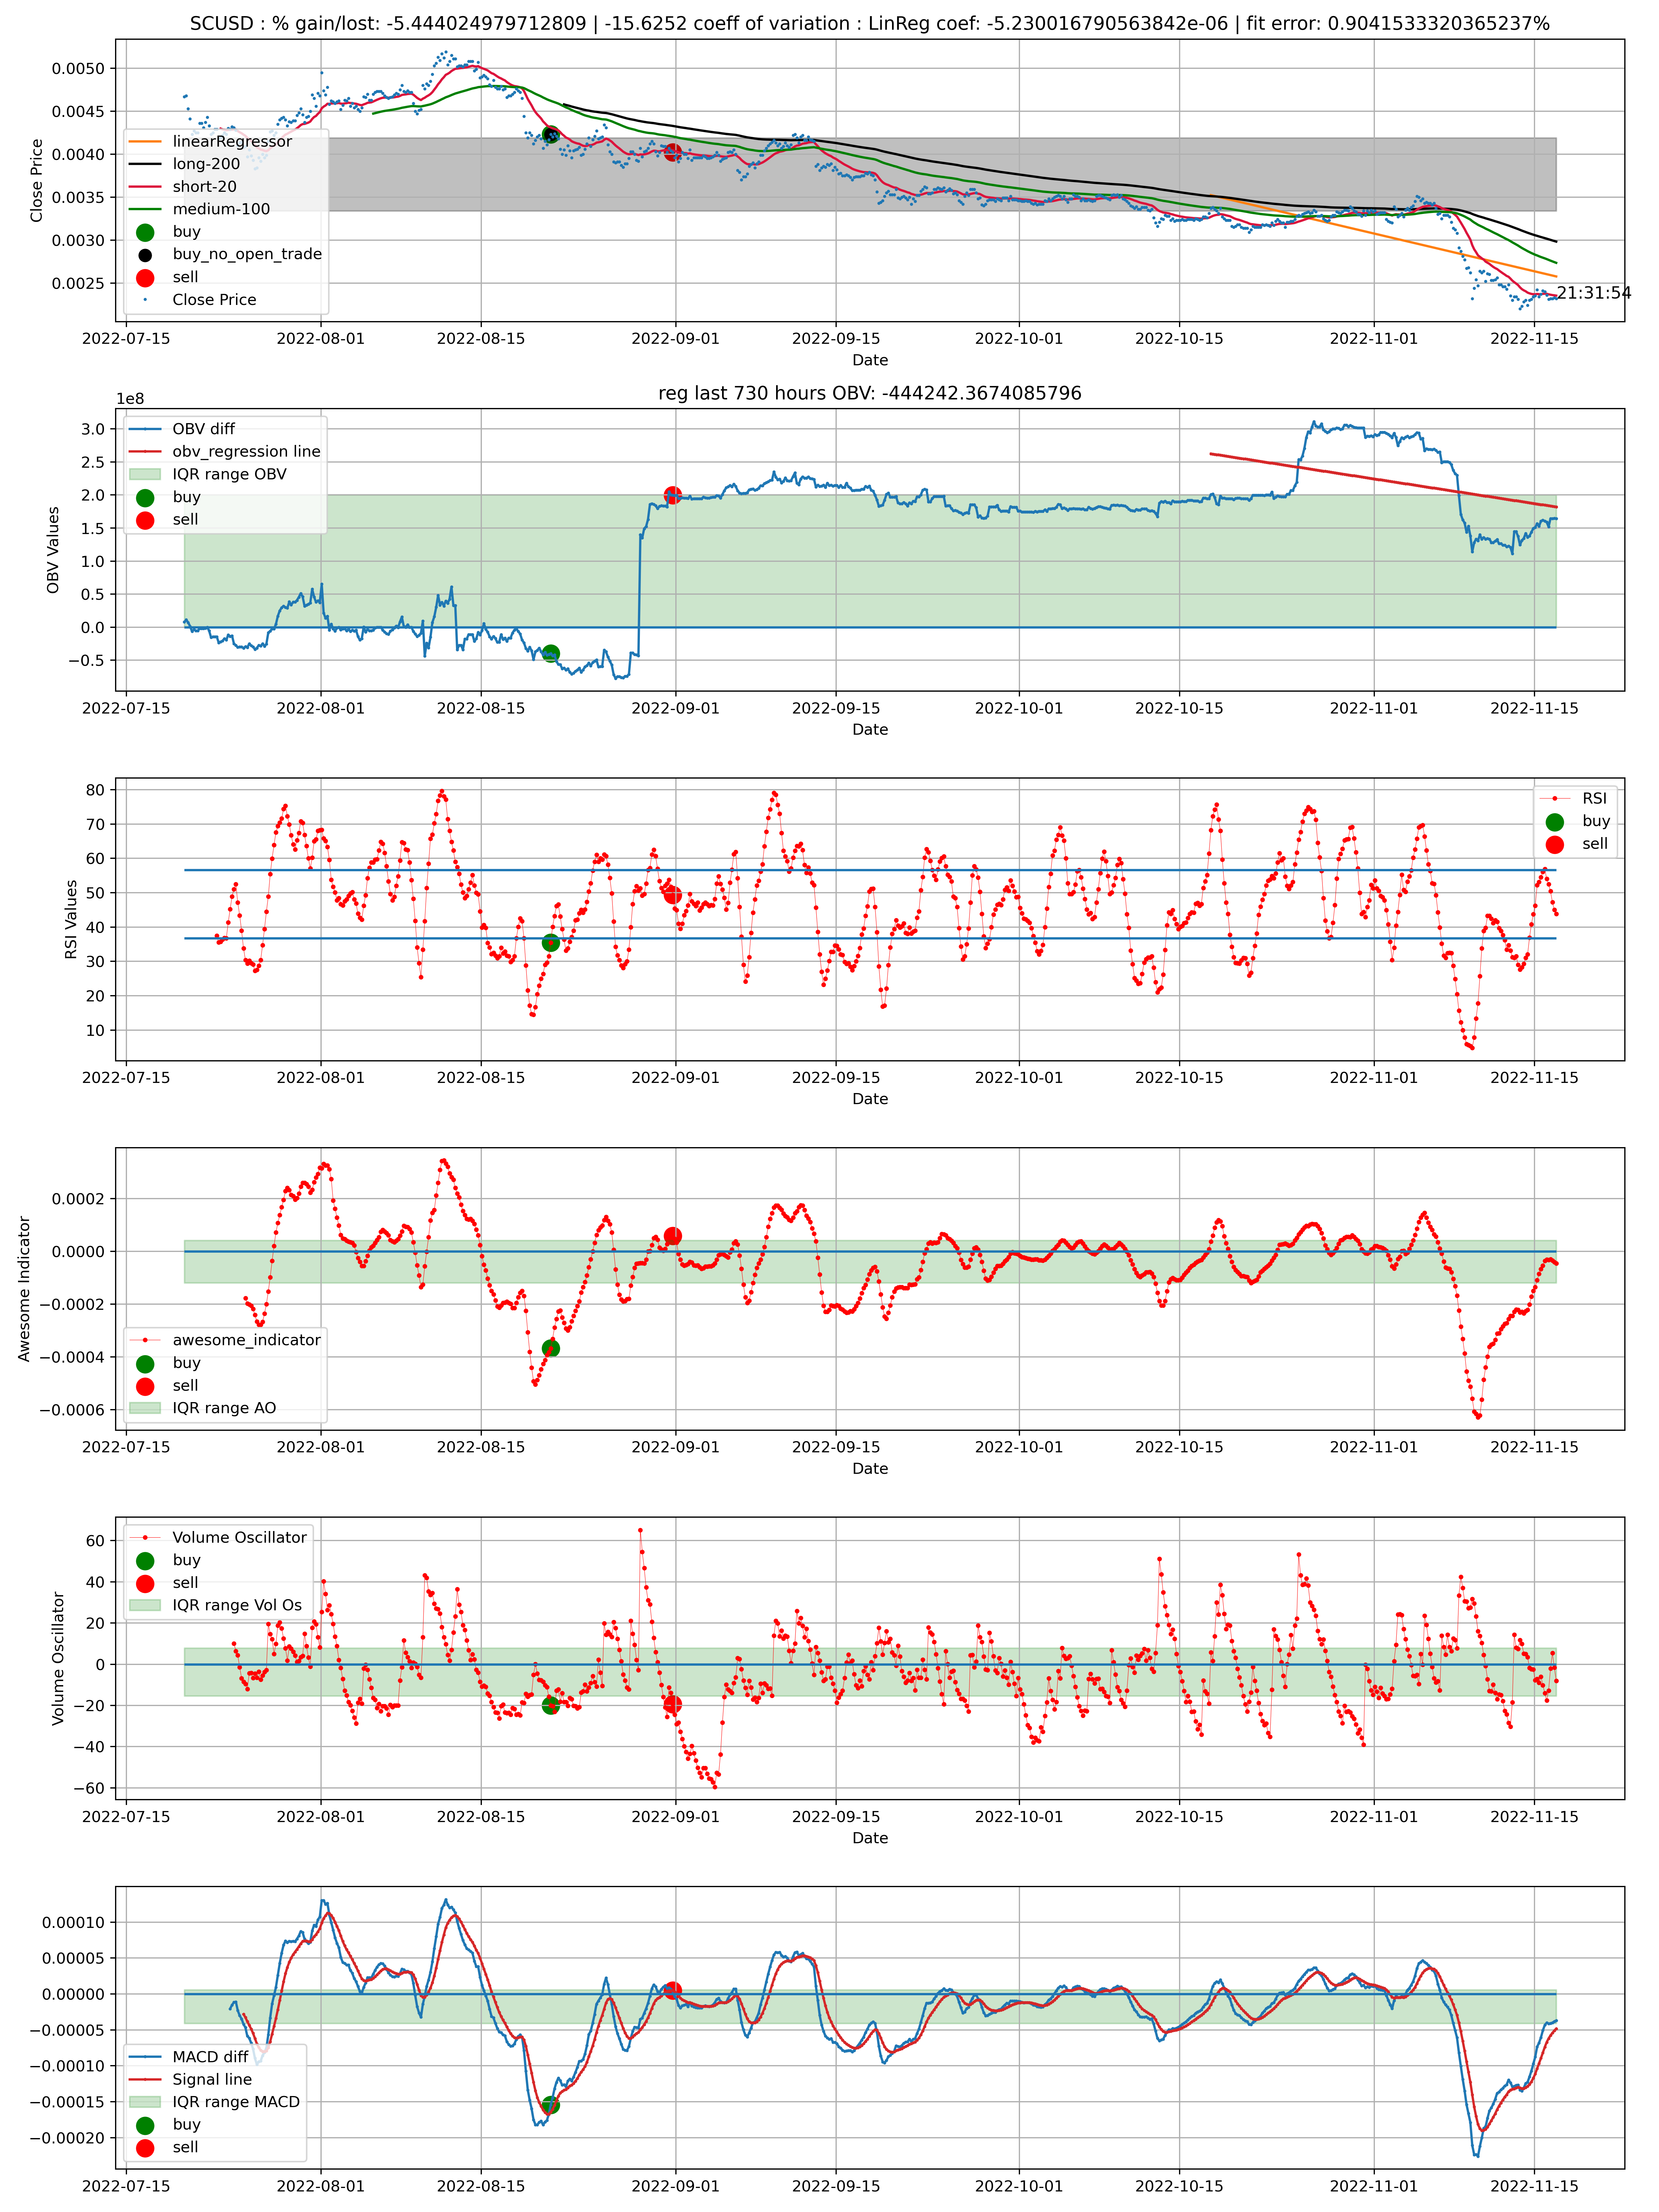 SCUSD : % gain/lost: -5.444024979712809 | -15.6252 coeff of variation : LinReg coef: -5.230016790563842e-06 | fit error: 0.9041533320365237%
0.0050
0.0045
0.0040
0.0035
0.0030
0.0025
Close Price
linearRegressor
long-200
short-20
medium-100
buy
buy_no_open_trade
sell
Close Price
21:31:54
2022-07-15 2022-08-01 2022-08-15 2022-09-01 2022-09-15 2022-10-01 2022-10-15 2022-11-01 2022-11-15
Date
reg last 730 hours OBV: -444242.3674085796
1e8
3.0
2.5
2.0
1.5
1.0
0.5
0.0
−0.5
OBV Values
OBV diff
obv_regression line
IQR range OBV
buy
sell
2022-07-15 2022-08-01 2022-08-15 2022-09-01 2022-09-15 2022-10-01 2022-10-15 2022-11-01 2022-11-15
Date
80
70
60
50
40
30
20
10
RSI Values
RSI
buy
sell
2022-07-15 2022-08-01 2022-08-15 2022-09-01 2022-09-15 2022-10-01 2022-10-15 2022-11-01 2022-11-15
Date
0.0002
0.0000
−0.0002
−0.0004
−0.0006
Awesome Indicator
awesome_indicator
buy
sell
IQR range AO
2022-07-15 2022-08-01 2022-08-15 2022-09-01 2022-09-15 2022-10-01 2022-10-15 2022-11-01 2022-11-15
Date
60
40
20
0
−20
−40
−60
Volume Oscillator
Volume Oscillator
buy
sell
IQR range Vol Os
2022-07-15 2022-08-01 2022-08-15 2022-09-01 2022-09-15 2022-10-01 2022-10-15 2022-11-01 2022-11-15
Date
0.00010
0.00005
0.00000
−0.00005
−0.00010
−0.00015
−0.00020
MACD diff
Signal line
IQR range MACD
buy
sell
2022-07-15 2022-08-01 2022-08-15 2022-09-01 2022-09-15 2022-10-01 2022-10-15 2022-11-01 2022-11-15